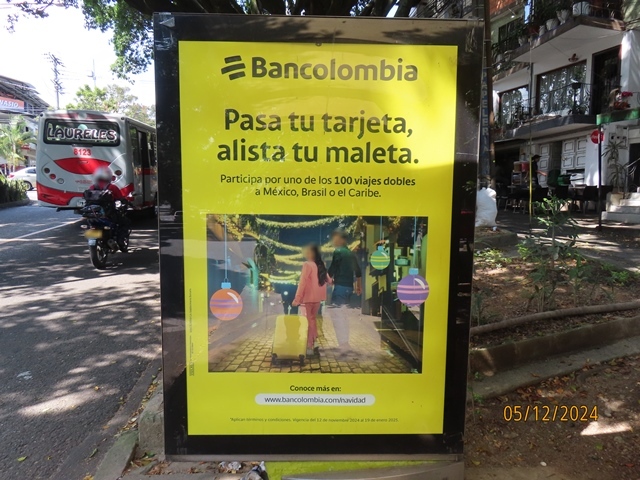 Bancolombia
Pasa tu tarjeta,
alista tu maleta.
Participa por uno de los 100 viajes dobles
a México, Brasil o el Caribe.
LAURELES
Conoce más en:
www.bancolombia.com/navidad
05/12/2024